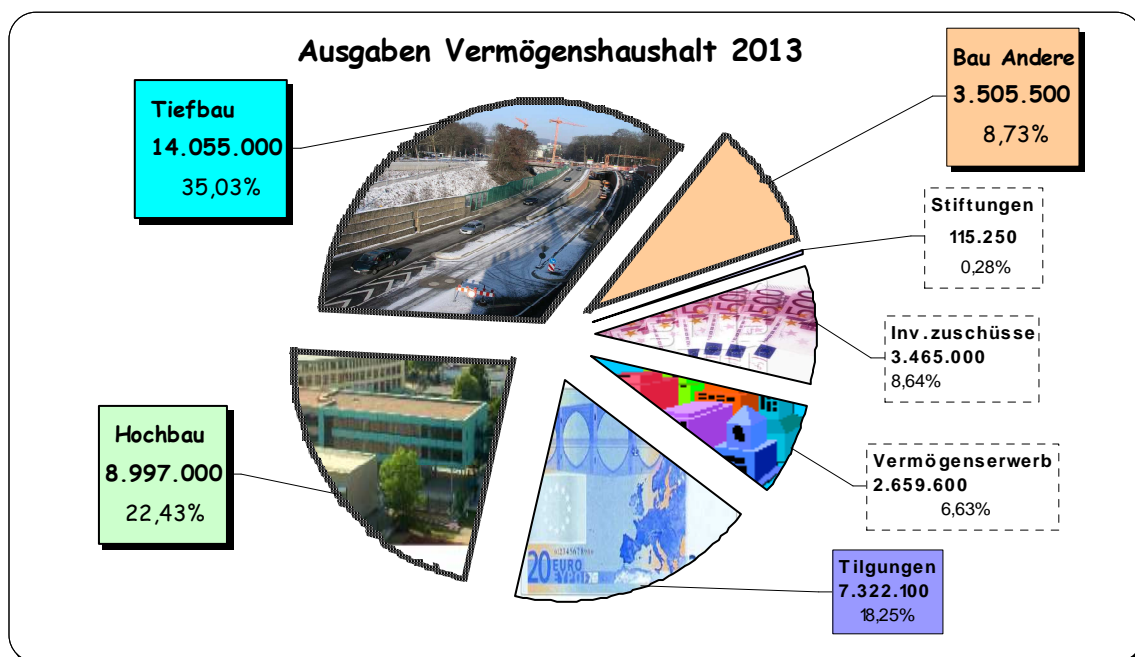 Ausgaben Vermögenshaushalt 2013
Tiefbau
14.055.000
35,03%
Bau Andere
3.505.500
8,73%
Stiftungen
115.250
0,28%
Inv.zuschüsse
3.465.000
8,64%
Vermögenserwerb
2.659.600
6,63%
Tilgungen
7.322.100
18,25%
Hochbau
8.997.000
22,43%
20 EURO